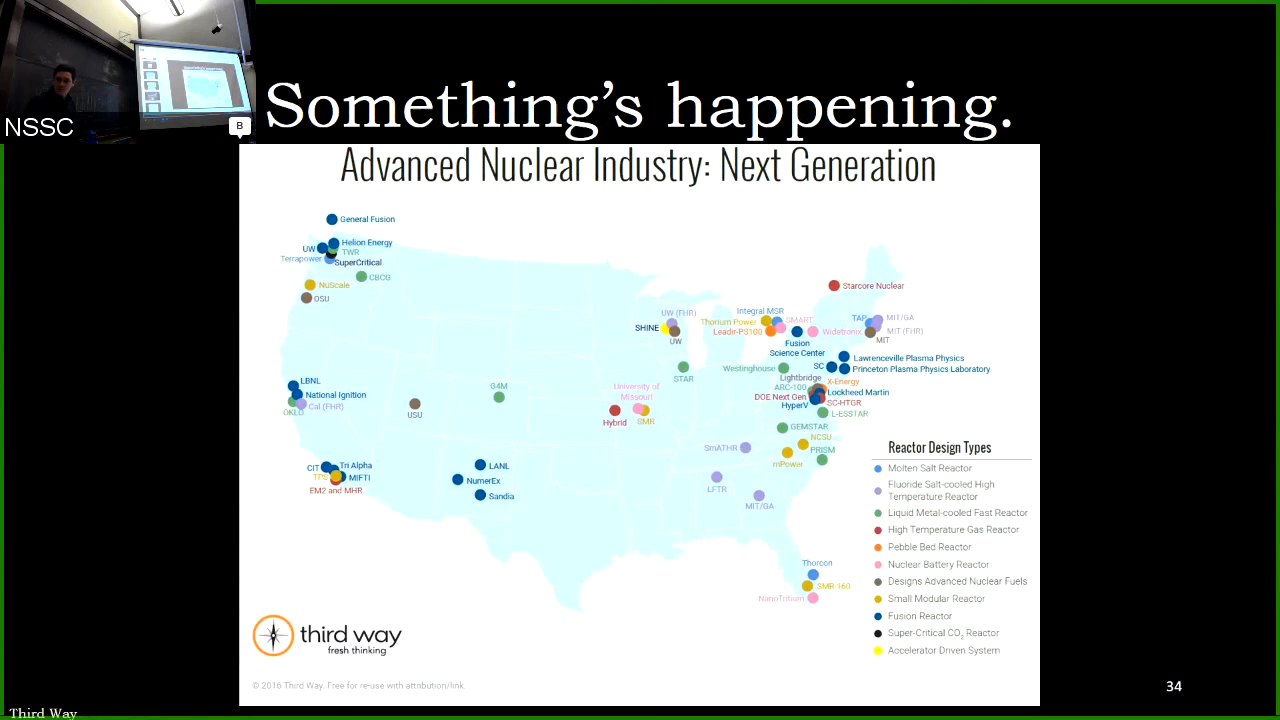 NSSC
B
Something's happening.
Advanced Nuclear Industry: Next Generation
General Fusion
Helion Energy
UW
TWR
Terrapower
SuperCritical
CBCG
NuScale
OSU
Starcore Nuclear
UW (FHR)
SHINE
UW
Integral MSR
Thorium Power
SMART
Leadir-PS100
Widetronix
Fusion
Science Center
TAP
MIT/GA
MIT (FHR)
MIT
Lawrenceville Plasma Physics
SC
Princeton Plasma Physics Laboratory
STAR
Westinghouse
Lightbridge
X-Energy
ARC-100
Lockheed Martin
DOE Next Gen
SC-HTGR
HyperV
L-ESSTAR
LBNL
National Ignition
Cal (FHR)
OKLO
USU
G4M
University of
Missouri
Hybrid
SMR
GEMSTAR
NCSU
SmATHR
PRISM
mPower
LFTR
MIT/GA
CIT
Tri Alpha
TPS
MIFTI
EM2 and MHR
LANL
NumerEx
Sandia
Thorcon
SMR-160
NanoTritium
Reactor Design Types
Molten Salt Reactor
Fluoride Salt-cooled High
Temperature Reactor
Liquid Metal-cooled Fast Reactor
High Temperature Gas Reactor
Pebble Bed Reactor
Nuclear Battery Reactor
Designs Advanced Nuclear Fuels
Small Modular Reactor
Fusion Reactor
Super-Critical CO₂ Reactor
Accelerator Driven System
third way
fresh thinking
© 2016 Third Way. Free for re-use with attribution/link.
34
Third Way